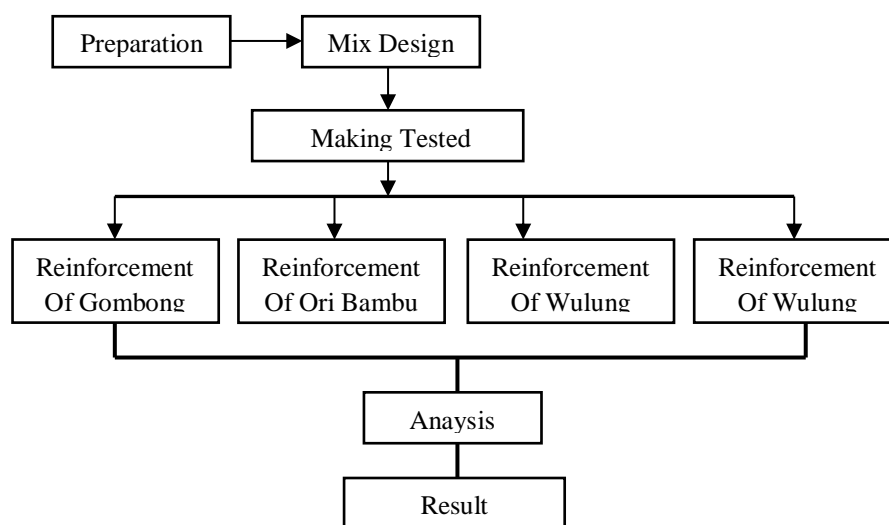 Preparation
Mix Design
Making Tested
Reinforcement
Of Gombong
Reinforcement
Of Ori Bambu
Reinforcement
Of Wulung
Reinforcement
Of Wulung
Anaysis
Result